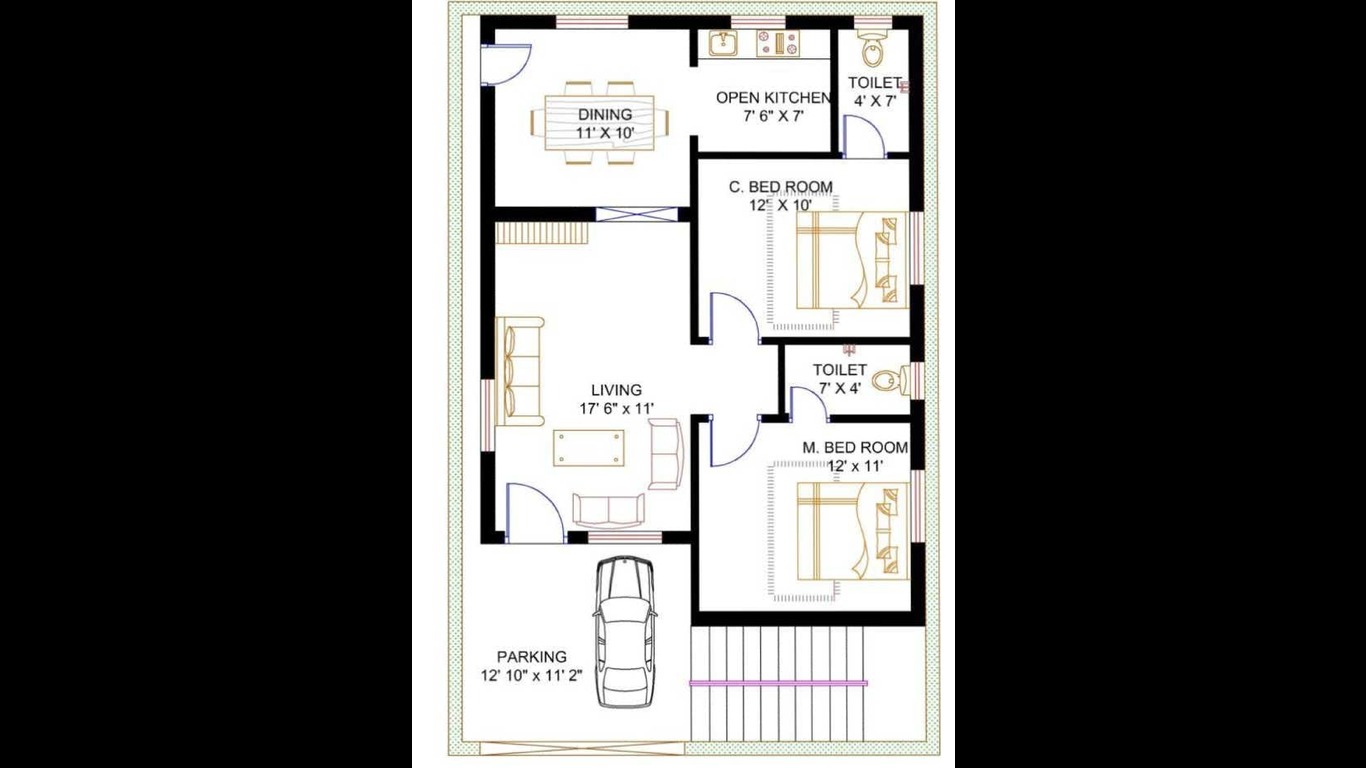 TOILET
4' X 7'
OPEN KITCHEN
7' 6" X 7'
DINING
11' X 10'
C. BED ROOM
12' X 10'
TOILET
7' X 4'
LIVING
17' 6" x 11'
M. BED ROOM
12' x 11'
PARKING
12' 10" x 11' 2"